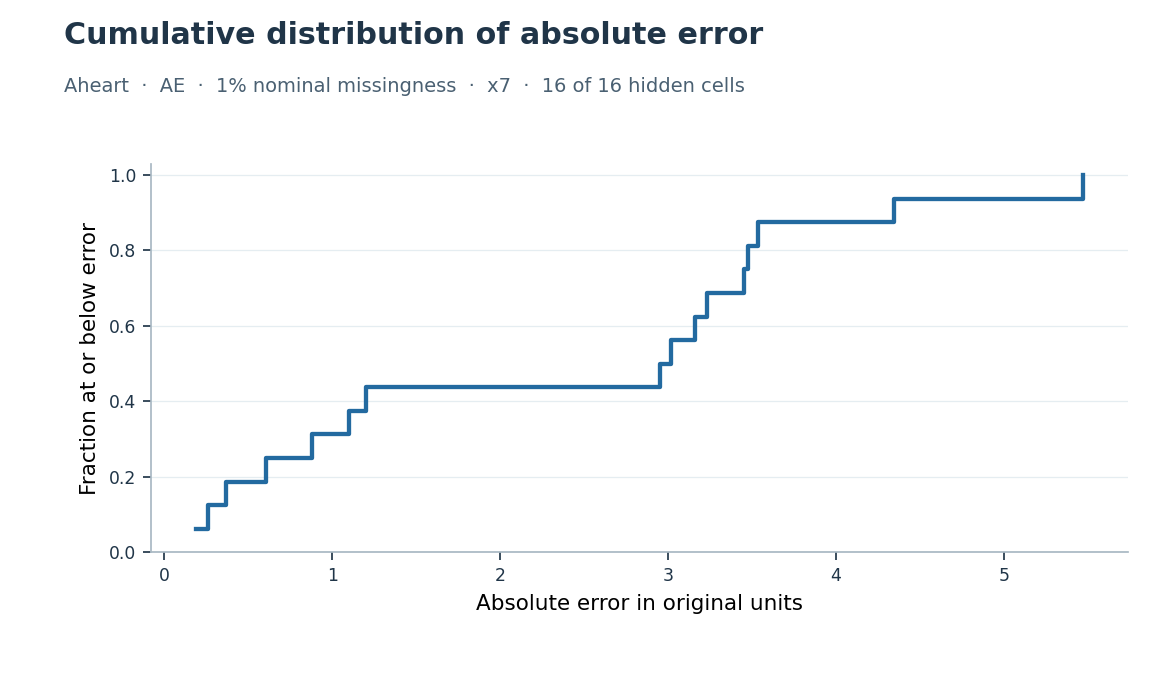 Cumulative distribution of absolute error
Aheart · AE · 1% nominal missingness · x7 · 16 of 16 hidden cells
Fraction at or below error
1.0
0.8
0.6
0.4
0.2
0.0
0 1 2 3 4 5
Absolute error in original units